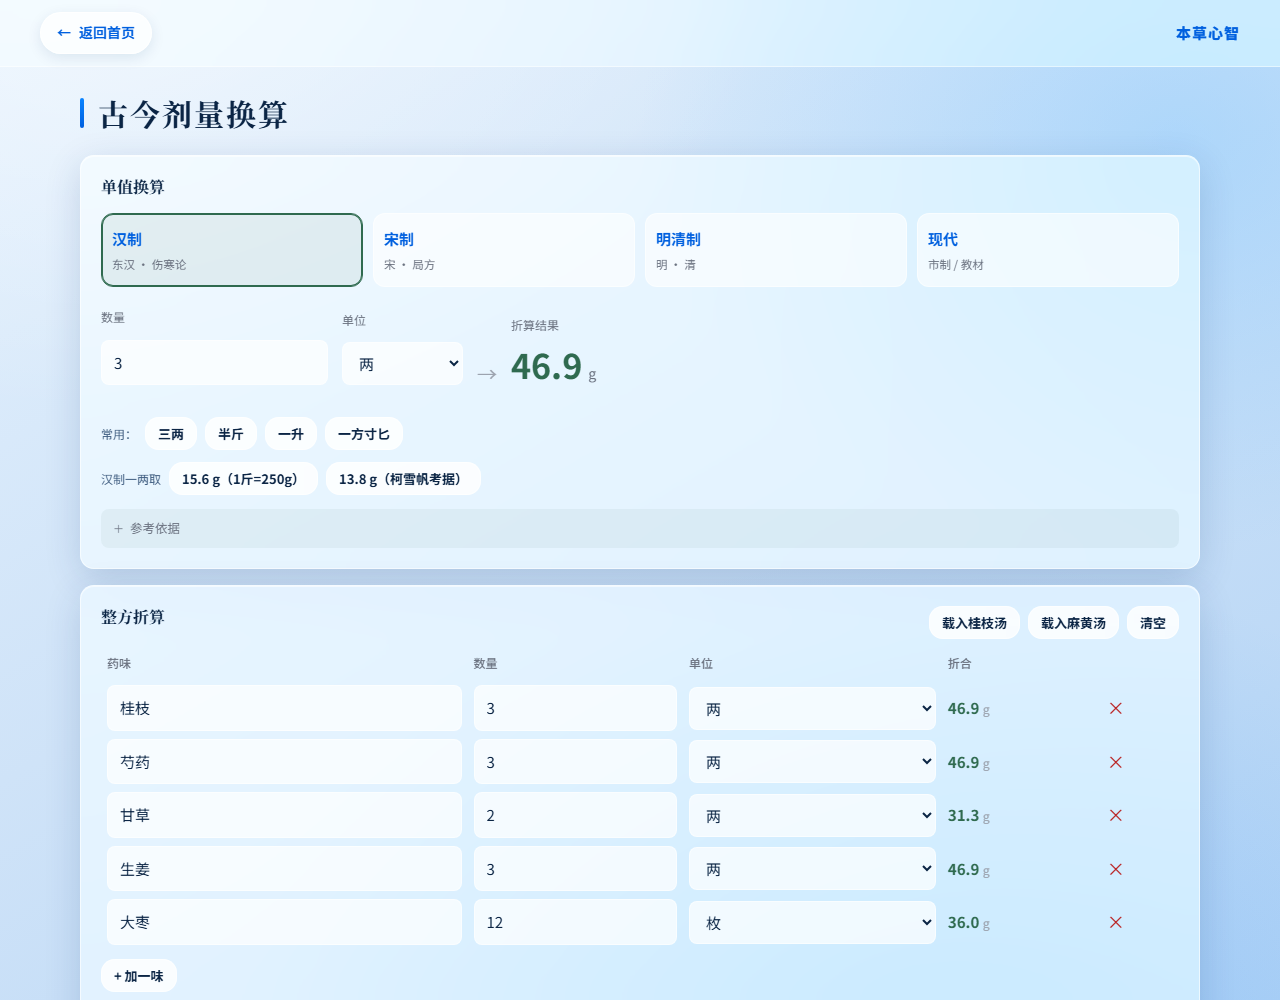 ← 返回首页
本草心智
古今剂量换算
单值换算
汉制
东汉 · 伤寒论
宋制
宋 · 局方
明清制
明 · 清
现代
市制 / 教材
数量
单位
折算结果
3
两
→
46.9 g
常用：
三两
半斤
一升
一方寸匕
汉制一两取
15.6 g（1斤=250g）
13.8 g（柯雪帆考据）
+ 参考依据
整方折算
载入桂枝汤
载入麻黄汤
清空
药味 数量 单位 折合
桂枝 3 两 46.9 g ×
芍药 3 两 46.9 g ×
甘草 2 两 31.3 g ×
生姜 3 两 46.9 g ×
大枣 12 枚 36.0 g ×
+ 加一味